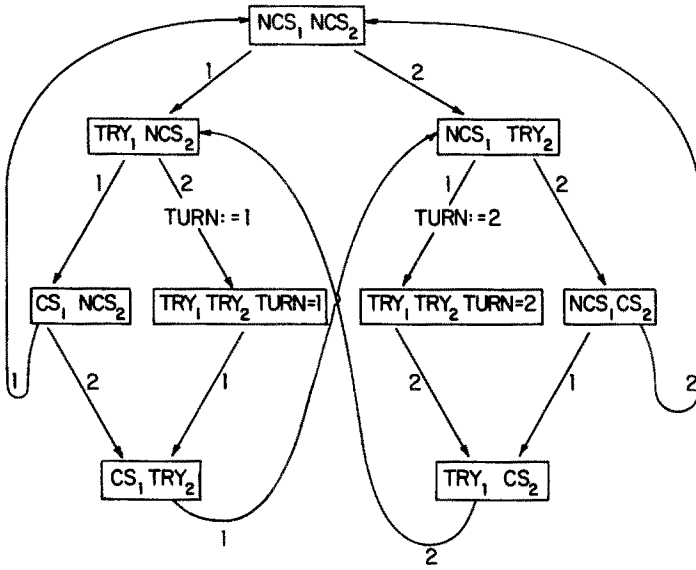 NCS₁ NCS₂
1 2
TRY₁ NCS₂ NCS₁ TRY₂
1 2 1 2
TURN:=1 TURN:=2
CS₁ NCS₂ TRY₁ TRY₂ TURN=1 TRY₁ TRY₂ TURN=2 NCS₁ CS₂
1 2 1 2 1 2
CS₁ TRY₂ TRY₁ CS₂
1 2